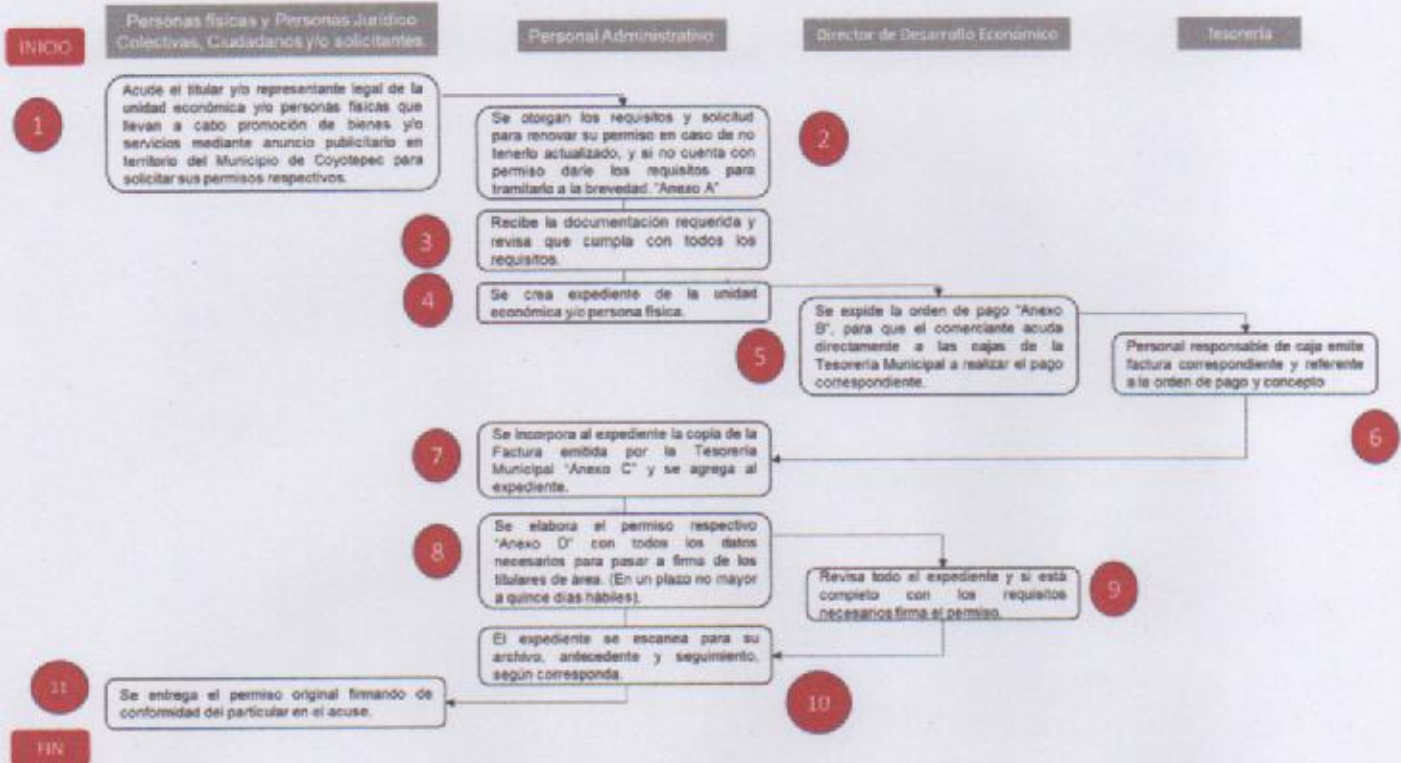 INICIO
Personas físicas y Personas Jurídico
Colectivas, Ciudadanos y/o solicitantes.
Personal Administrativo
Director de Desarrollo Económico
Tesorería
1
Acude el titular y/o representante legal de la
unidad económica y/o personas físicas que
llevan a cabo promoción de bienes y/o
servicios mediante anuncio publicitario en
territorio del Municipio de Coyotepec para
solicitar sus permisos respectivos.
2
Se otorgan los requisitos y solicitud
para renovar su permiso en caso de no
tenerlo actualizado, y si no cuenta con
permiso darle los requisitos para
tramitarlo a la brevedad. "Anexo A"
3
Recibe la documentación requerida y
revisa que cumpla con todos los
requisitos.
4
Se crea expediente de la unidad
económica y/o persona física.
5
Se expide la orden de pago "Anexo
B", para que el comerciante acuda
directamente a las cajas de la
Tesorería Municipal a realizar el pago
correspondiente.
Personal responsable de caja emite
factura correspondiente y referente
a la orden de pago y concepto
6
7
Se incorpora al expediente la copia de la
Factura emitida por la Tesorería
Municipal "Anexo C" y se agrega al
expediente.
8
Se elabora el permiso respectivo
"Anexo D" con todos los datos
necesarios para pasar a firma de los
titulares de área. (En un plazo no mayor
a quince días hábiles).
Revisa todo el expediente y si está
completo con los requisitos
necesarios firma el permiso.
9
El expediente se escanea para su
archivo, antecedente y seguimiento,
según corresponda.
10
11
Se entrega el permiso original firmando de
conformidad del particular en el acuse.
FIN